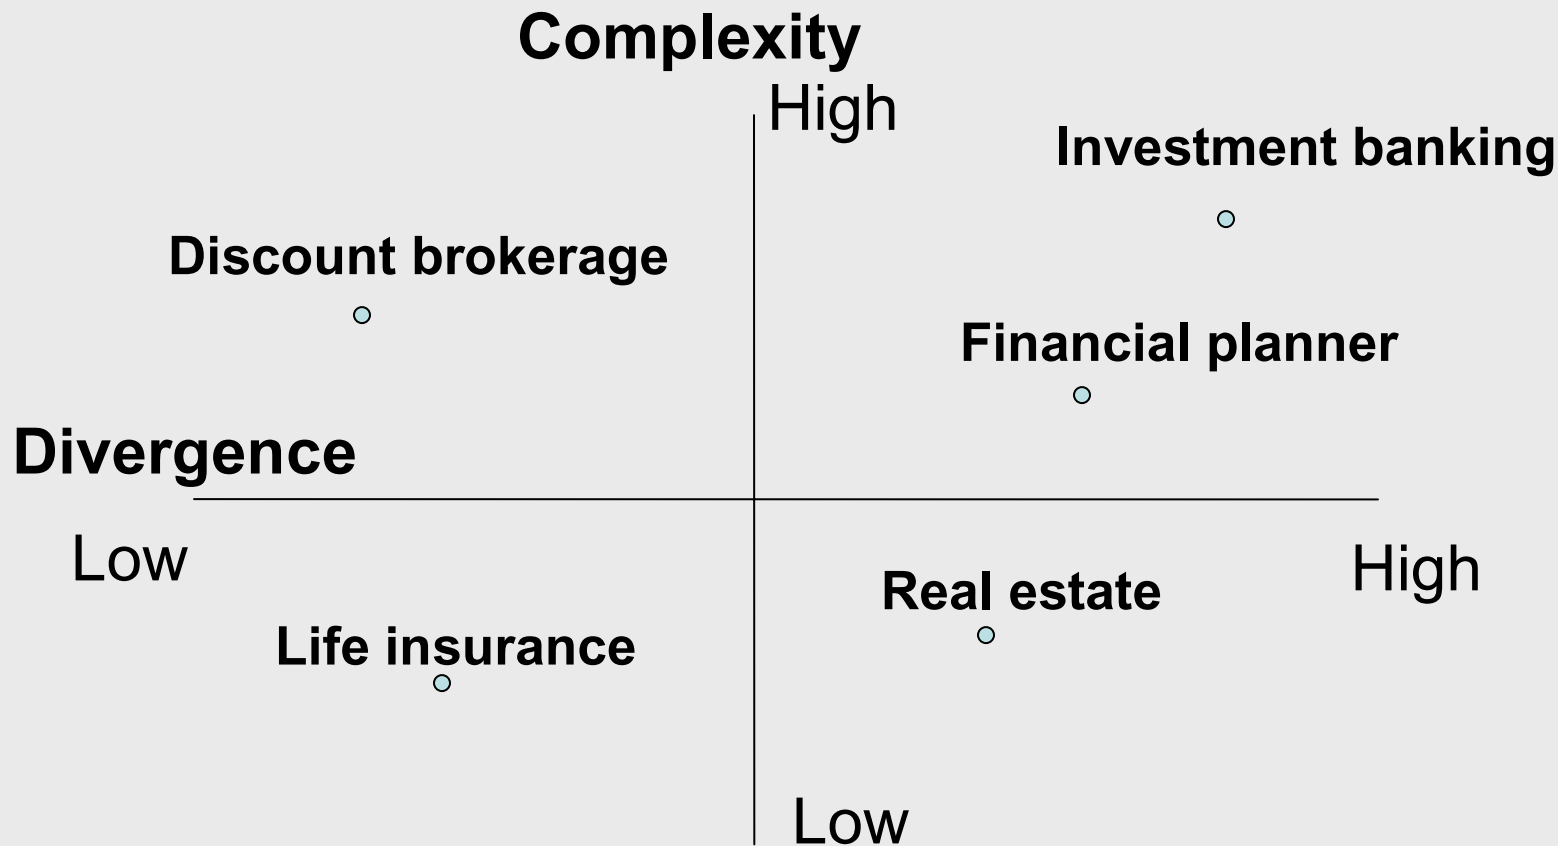 Complexity
High
Investment banking
Discount brokerage
Financial planner
Divergence
Low
High
Real estate
Life insurance
Low